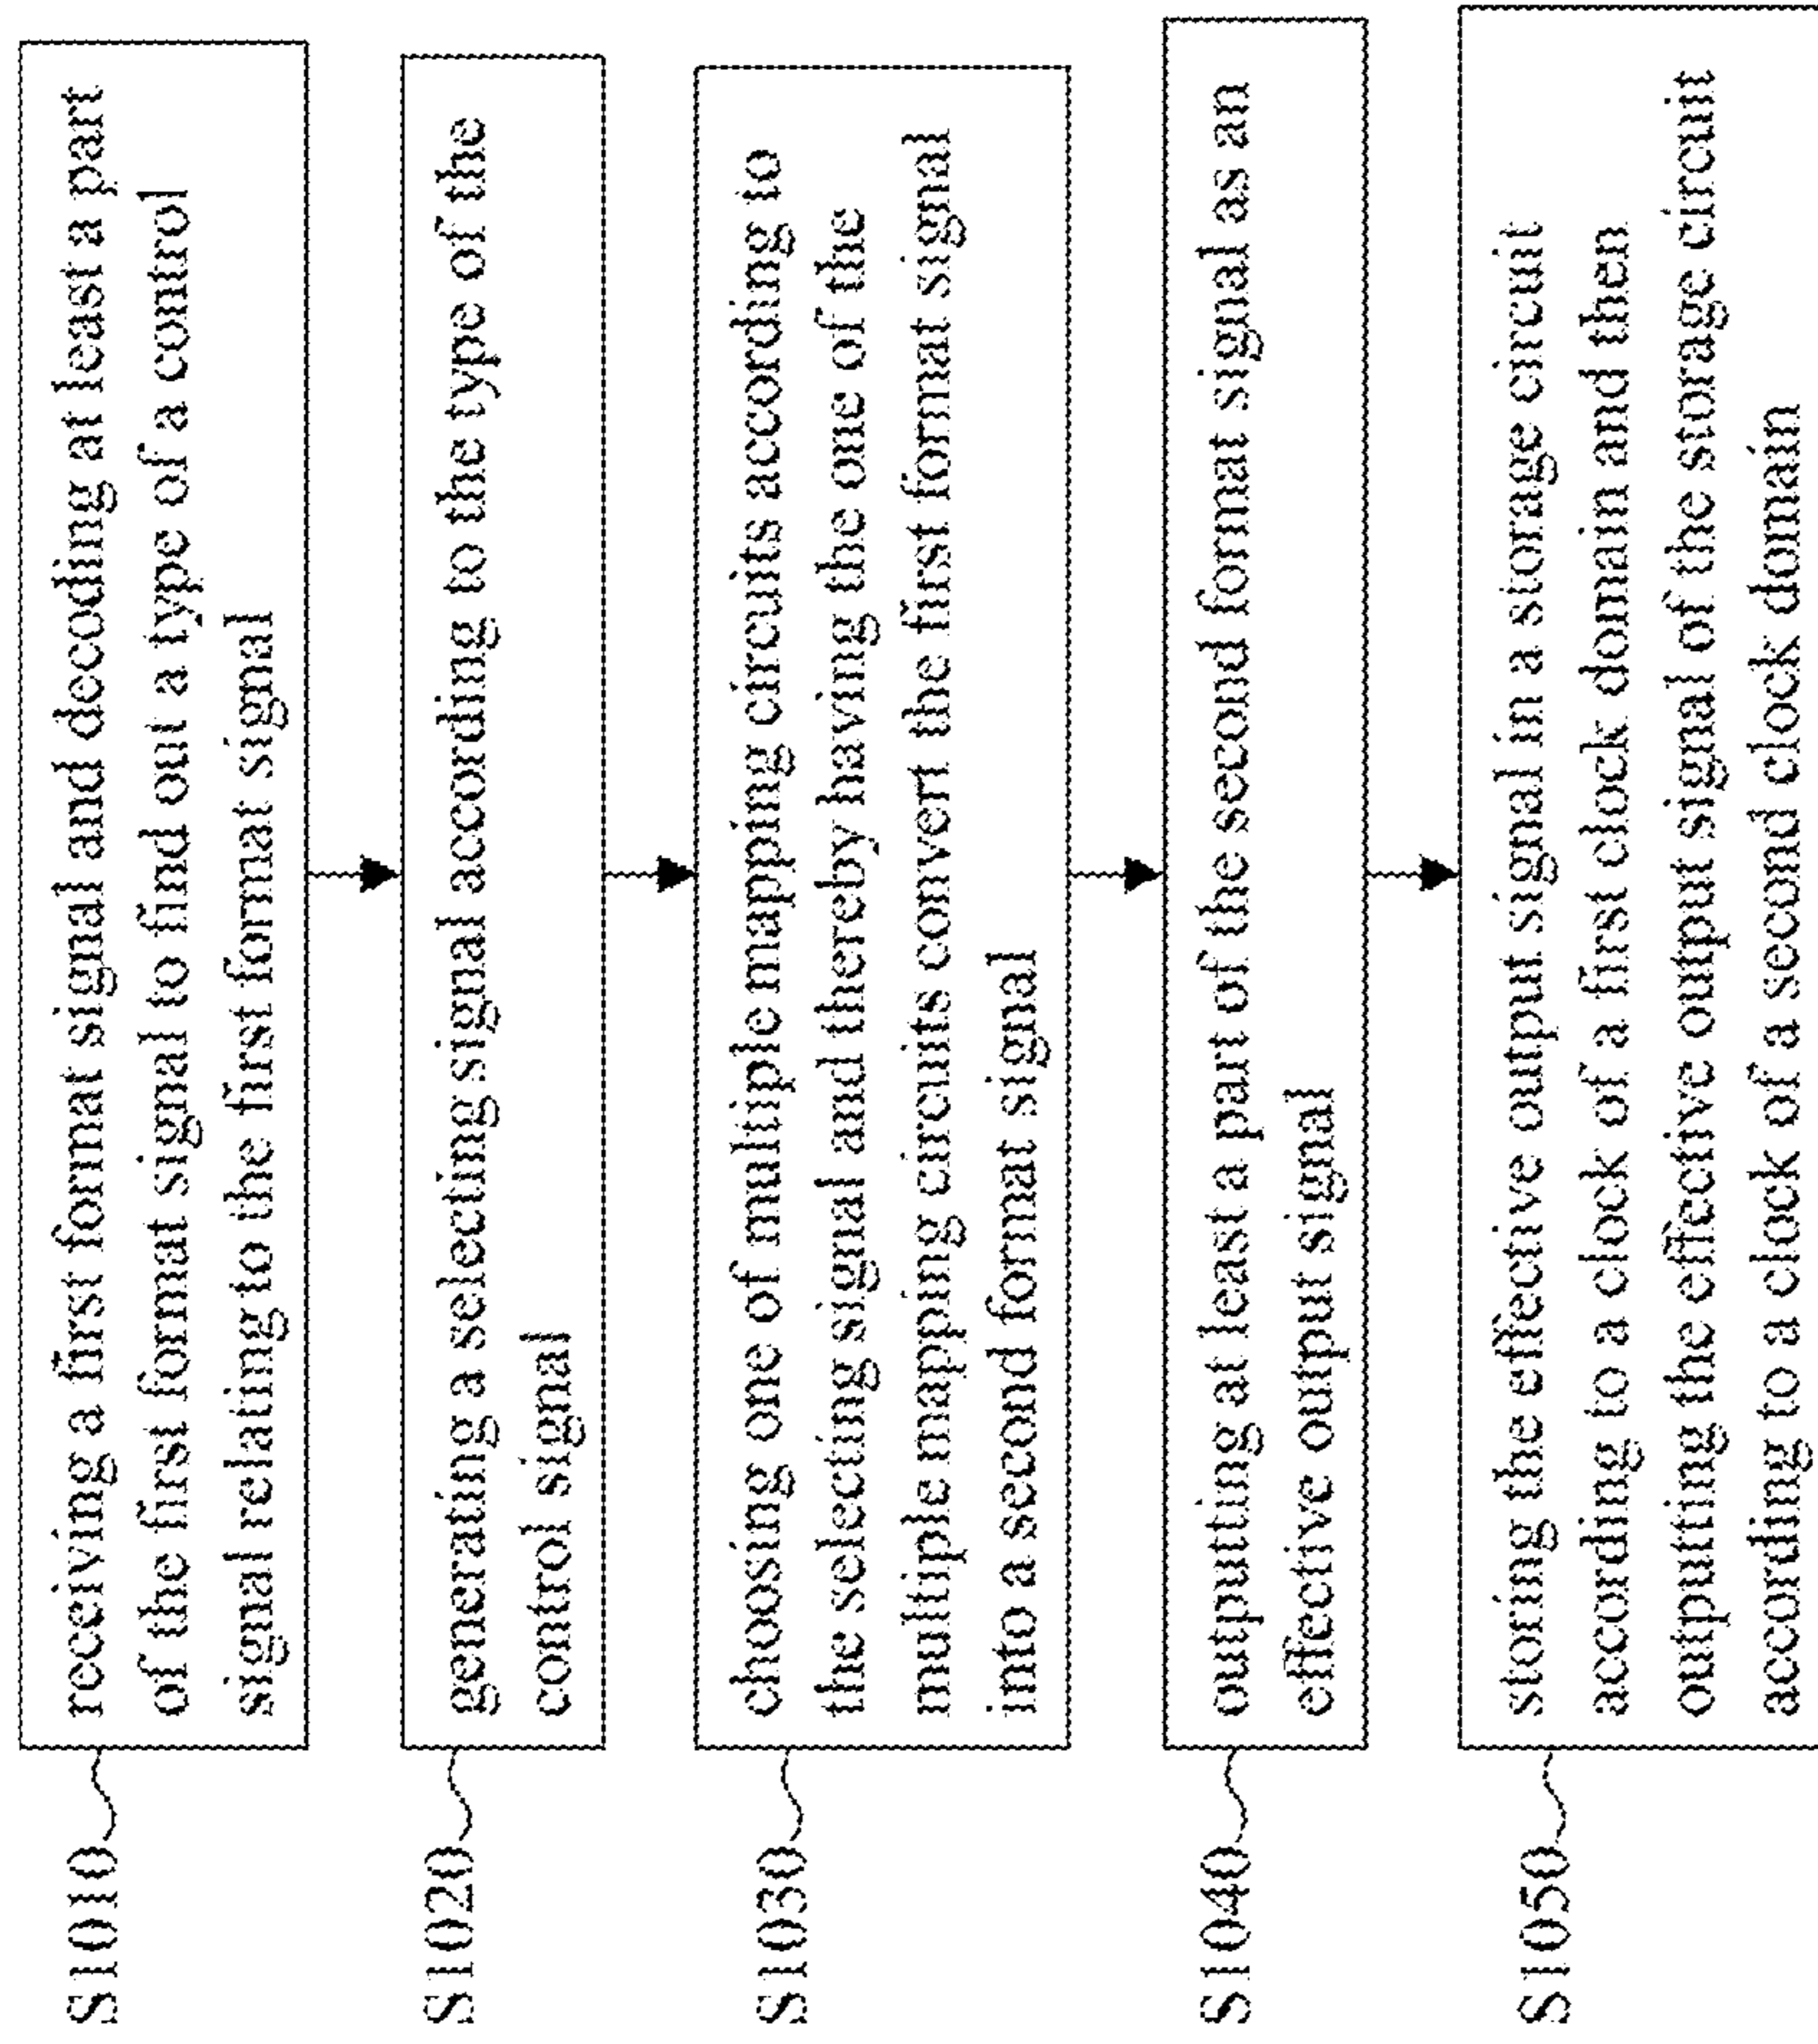 S1010
receiving a first format signal and decoding at least a part
of the first format signal to find out a type of a control
signal relating to the first format signal
S1020
generating a selecting signal according to the type of the
control signal
S1030
choosing one of multiple mapping circuits according to
the selecting signal and thereby having the one of the
multiple mapping circuits convert the first format signal
into a second format signal
S1040
outputting at least a part of the second format signal as an
effective output signal
S1050
storing the effective output signal in a storage circuit
according to a clock of a first clock domain and then
outputting the effective output signal of the storage circuit
according to a clock of a second clock domain